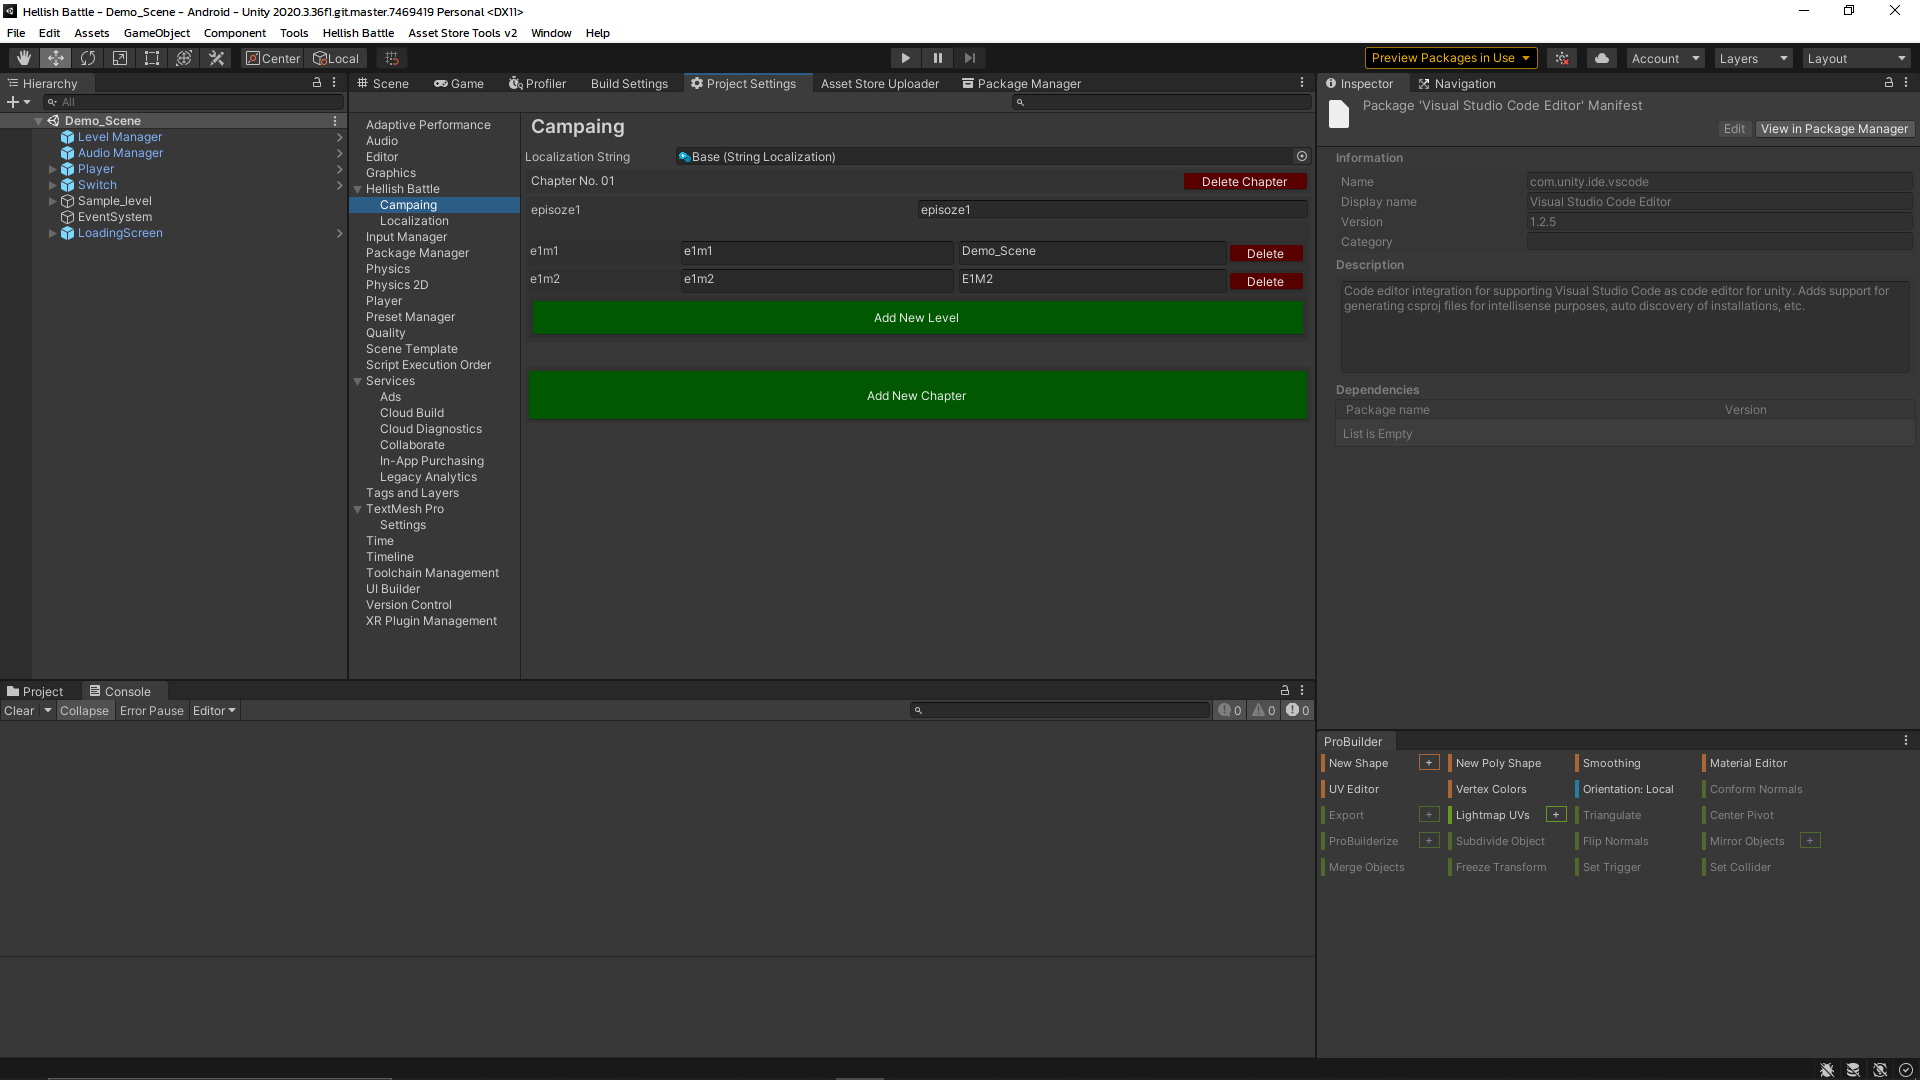 Hellish Battle - Demo_Scene - Android - Unity 2020.3.36f1.git.master.7469419 Personal <DX11>
File Edit Assets GameObject Component Tools Hellish Battle Asset Store Tools v2 Window Help
Center Local
Preview Packages in Use Account Layers Layout
Hierarchy
All
Demo_Scene
Level Manager
Audio Manager
Player
Switch
Sample_level
EventSystem
LoadingScreen
Scene Game Profiler Build Settings Project Settings Asset Store Uploader Package Manager
Adaptive Performance
Audio
Editor
Graphics
Hellish Battle
Campaing
Localization
Input Manager
Package Manager
Physics
Physics 2D
Player
Preset Manager
Quality
Scene Template
Script Execution Order
Services
Ads
Cloud Build
Cloud Diagnostics
Collaborate
In-App Purchasing
Legacy Analytics
Tags and Layers
TextMesh Pro
Settings
Time
Timeline
Toolchain Management
UI Builder
Version Control
XR Plugin Management
Campaing
Localization String Base (String Localization)
Chapter No. 01 Delete Chapter
episoze1 episoze1
e1m1 e1m1 Demo_Scene Delete
e1m2 e1m2 E1M2 Delete
Add New Level
Add New Chapter
Inspector Navigation
Package 'Visual Studio Code Editor' Manifest
Edit View in Package Manager
Information
Name com.unity.ide.vscode
Display name Visual Studio Code Editor
Version 1.2.5
Category
Description
Code editor integration for supporting Visual Studio Code as code editor for unity. Adds support for
generating csproj files for intellisense purposes, auto discovery of installations, etc.
Dependencies
Package name Version
List is Empty
Project Console
Clear Collapse Error Pause Editor
0 0 0
ProBuilder
New Shape + New Poly Shape Smoothing Material Editor
UV Editor Vertex Colors Orientation: Local Conform Normals
Export + Lightmap UVs + Triangulate Center Pivot
ProBuilderize + Subdivide Object Flip Normals Mirror Objects +
Merge Objects Freeze Transform Set Trigger Set Collider